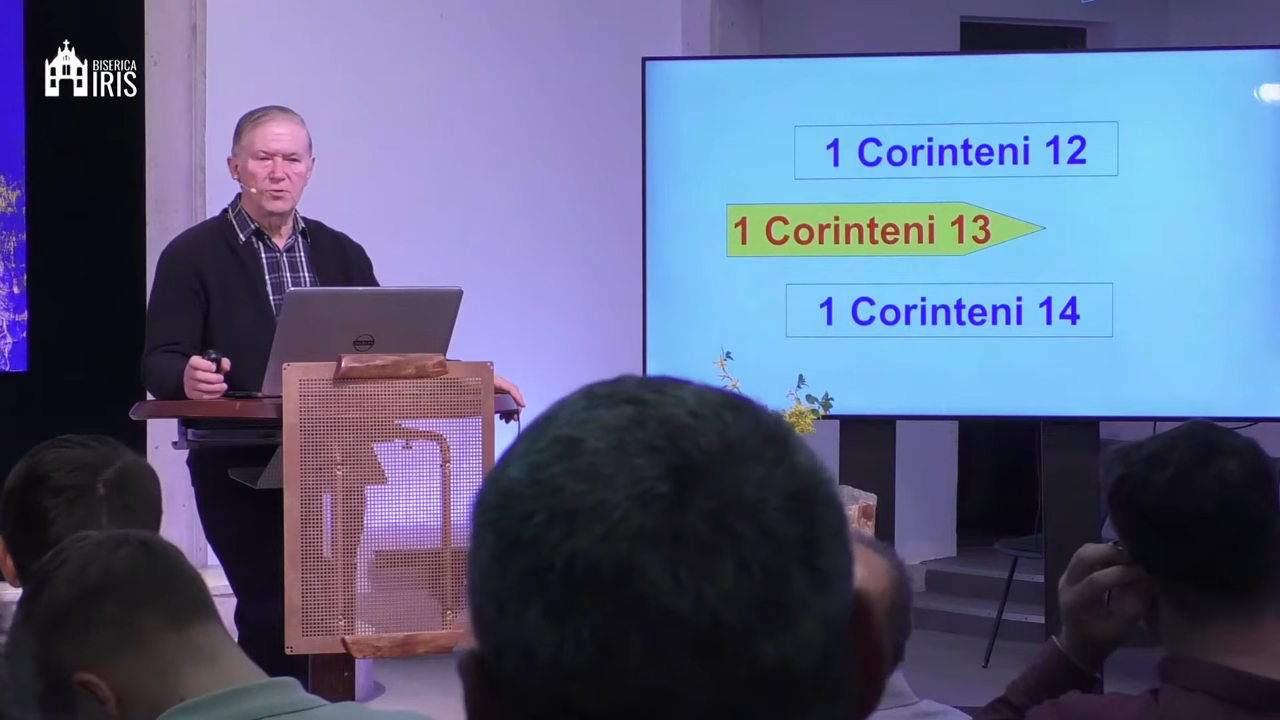 BISERICA
IRIS
1 Corinteni 12
1 Corinteni 13
1 Corinteni 14